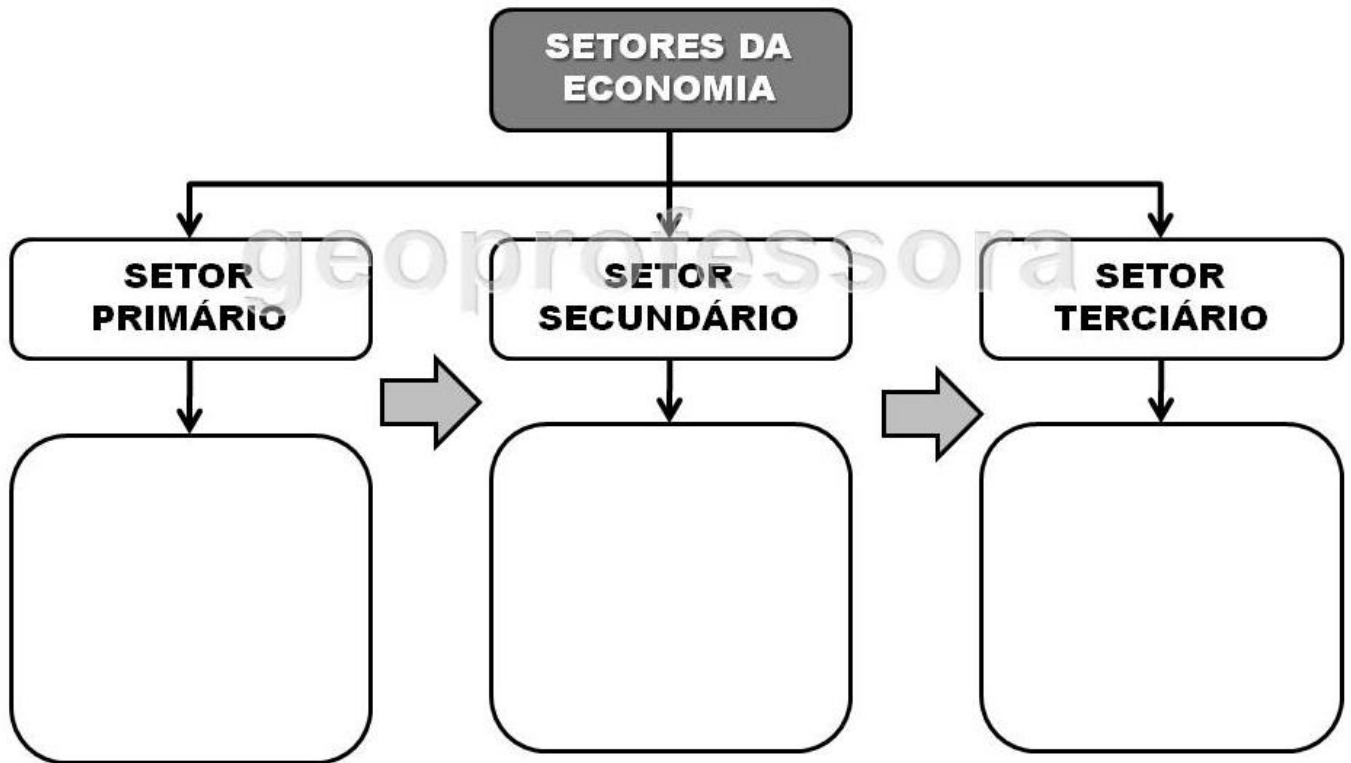 SETORES DA
ECONOMIA
geoprofessora
SETOR
PRIMÁRIO
SETOR
SECUNDÁRIO
SETOR
TERCIÁRIO